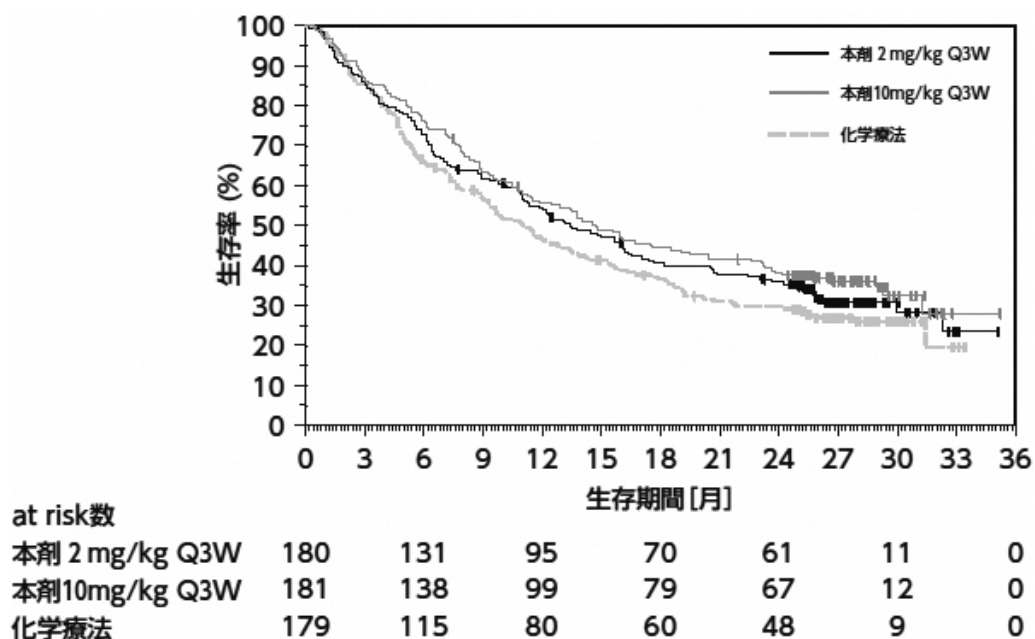 100
90
80
70
60
50
40
30
20
10
0
生存率 (%)
本剤 2 mg/kg Q3W
本剤10mg/kg Q3W
化学療法
0 3 6 9 12 15 18 21 24 27 30 33 36
生存期間 [月]
at risk数
本剤 2 mg/kg Q3W 180 131 95 70 61 11 0
本剤10mg/kg Q3W 181 138 99 79 67 12 0
化学療法 179 115 80 60 48 9 0